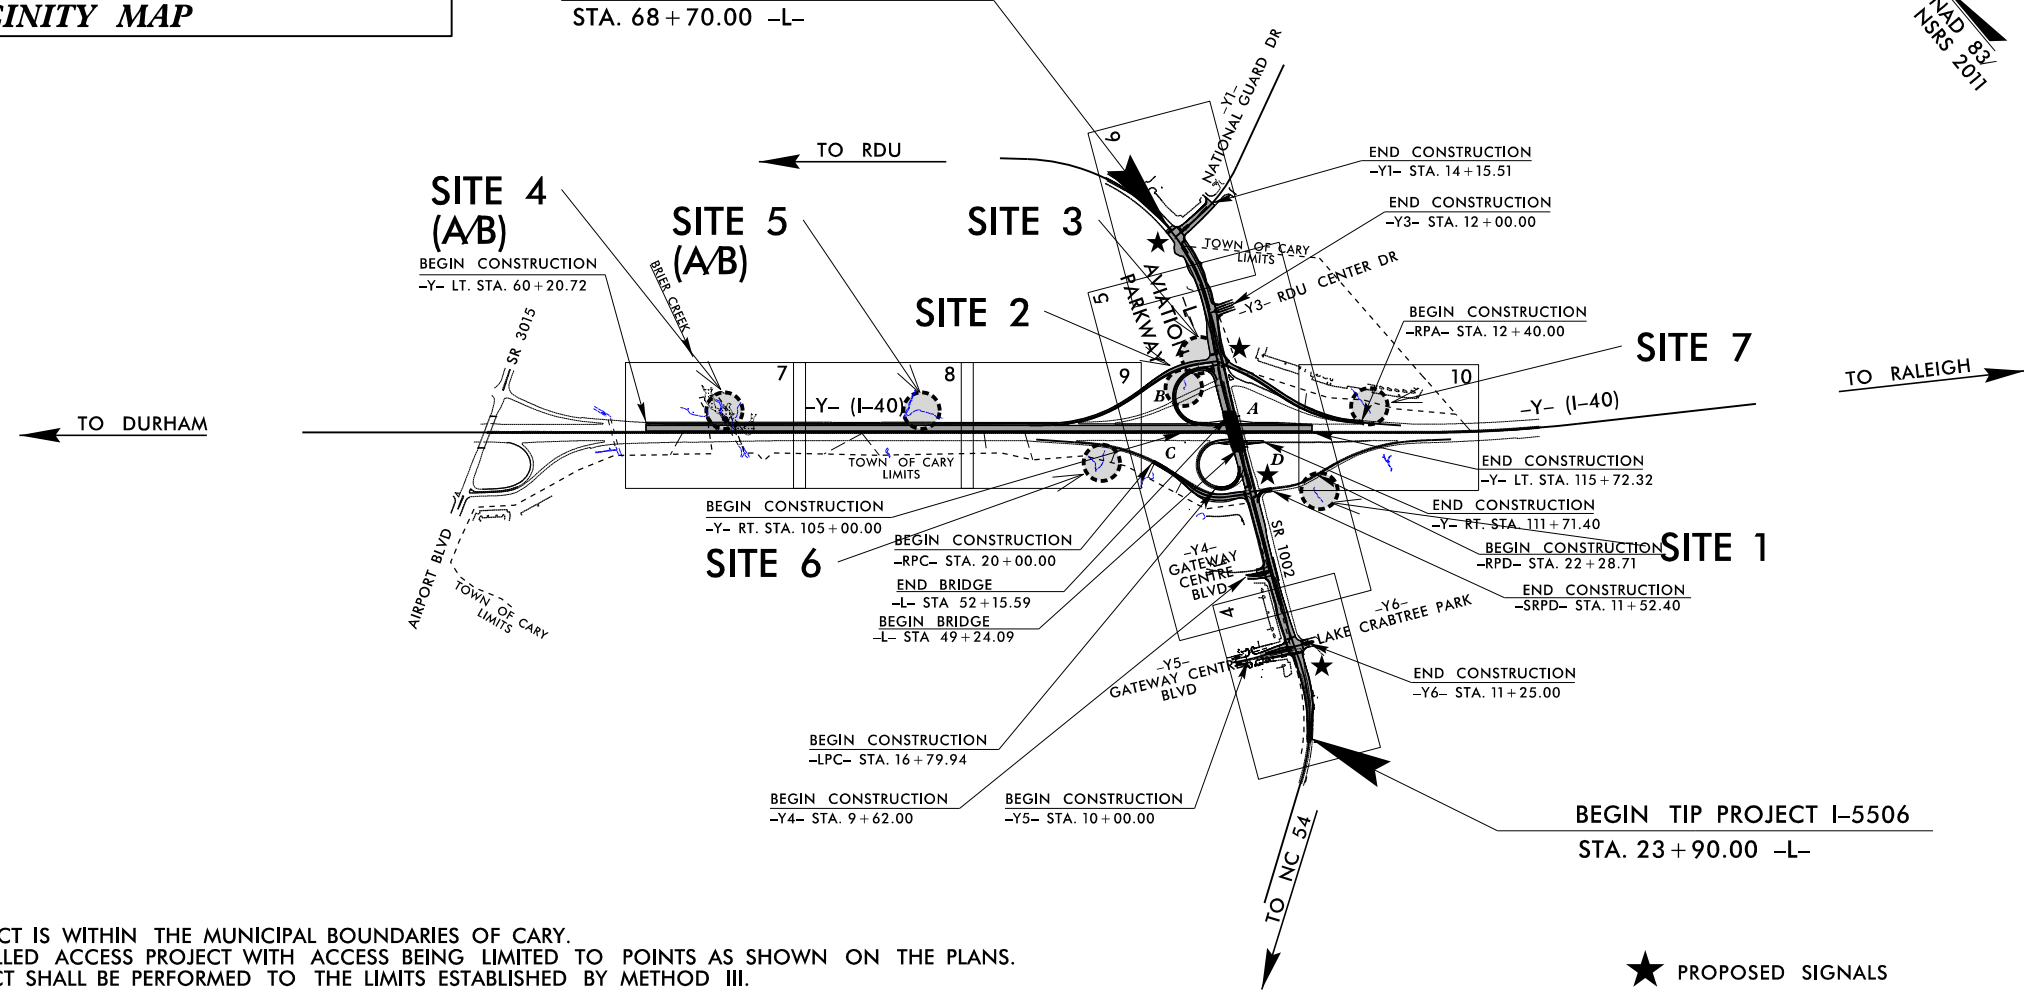 CINITY MAP
STA. 68+70.00 -L-
NAD 83/
NSRS 2011
-Y1-
NATIONAL GUARD DR
TO RDU
6
END CONSTRUCTION
-Y1- STA. 14+15.51
SITE 4
(A/B)
SITE 5
(A/B)
SITE 3
END CONSTRUCTION
-Y3- STA. 12+00.00
TOWN OF CARY
LIMITS
BEGIN CONSTRUCTION
-Y- LT. STA. 60+20.72
BRIER CREEK
AVIATION
PARKWAY
-L-
5
-Y3- RDU CENTER DR
SITE 2
BEGIN CONSTRUCTION
-RPA- STA. 12+40.00
SITE 7
SR 3015
7
8
9
10
TO RALEIGH
B
A
-Y- (I-40)
-Y- (I-40)
TO DURHAM
C
D
TOWN OF CARY
LIMITS
END CONSTRUCTION
-Y- LT. STA. 115+72.32
BEGIN CONSTRUCTION
-Y- RT. STA. 105+00.00
END CONSTRUCTION
-Y- RT. STA. 111+71.40
SITE 6
BEGIN CONSTRUCTION
-RPC- STA. 20+00.00
SR 1002
BEGIN CONSTRUCTION
-RPD- STA. 22+28.71
SITE 1
AIRPORT BLVD
TOWN OF CARY
LIMITS
END BRIDGE
-L- STA 52+15.59
-Y4-
GATEWAY
CENTRE
BLVD
END CONSTRUCTION
-SRPD- STA. 11+52.40
BEGIN BRIDGE
-L- STA 49+24.09
4
-Y6-
LAKE CRABTREE PARK
-Y5-
GATEWAY CENTRE
BLVD
END CONSTRUCTION
-Y6- STA. 11+25.00
BEGIN CONSTRUCTION
-LPC- STA. 16+79.94
BEGIN CONSTRUCTION
-Y4- STA. 9+62.00
BEGIN CONSTRUCTION
-Y5- STA. 10+00.00
BEGIN TIP PROJECT I-5506
STA. 23+90.00 -L-
TO NC 54
CT IS WITHIN THE MUNICIPAL BOUNDARIES OF CARY.
LLED ACCESS PROJECT WITH ACCESS BEING LIMITED TO POINTS AS SHOWN ON THE PLANS.
CT SHALL BE PERFORMED TO THE LIMITS ESTABLISHED BY METHOD III.
PROPOSED SIGNALS